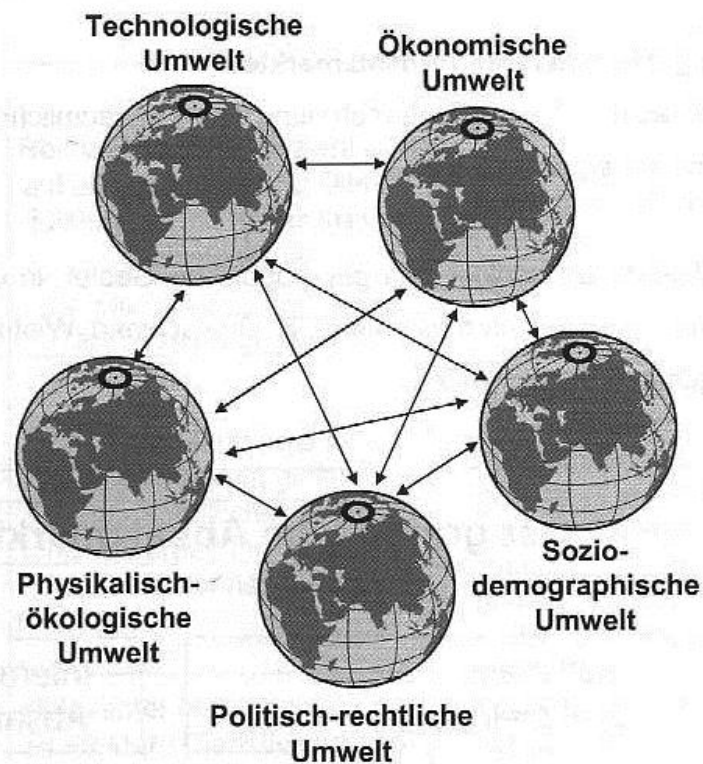 Technologische
Umwelt
Ökonomische
Umwelt
Physikalisch-
ökologische
Umwelt
Sozio-
demographische
Umwelt
Politisch-rechtliche
Umwelt